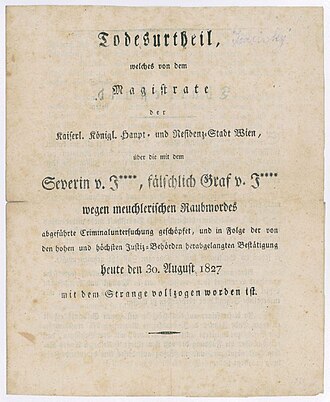 Todesurtheil,
welches von dem
Magistrate
der
Kaiserl. Königl. Haupt- und Residenz-Stadt Wien,
über die mit dem
Severin v. J****, fälschlich Graf v. J****
wegen meuchlerischen Raubmordes
abgeführte Criminaluntersuchung geschöpfet, und in Folge der von
den hohen und höchsten Justiz-Behörden herabgelangten Bestätigung
heute den 30. August, 1827
mit dem Strange vollzogen worden ist.